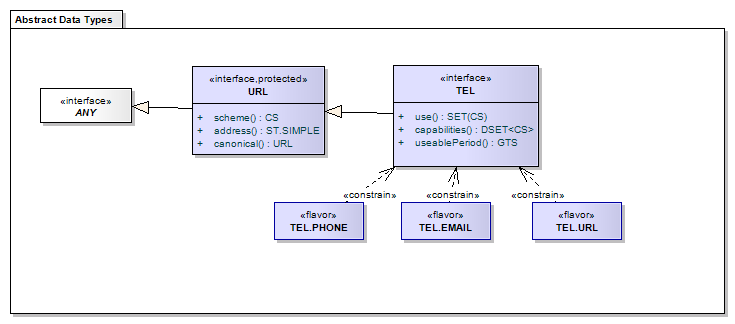 Abstract Data Types
«interface»
ANY
«interface,protected»
URL
+ scheme() : CS
+ address() : ST.SIMPLE
+ canonical() : URL
«interface»
TEL
+ use() : SET(CS)
+ capabilities() : DSET<CS>
+ useablePeriod() : GTS
«constrain»
«constrain»
«constrain»
«flavor»
TEL.PHONE
«flavor»
TEL.EMAIL
«flavor»
TEL.URL